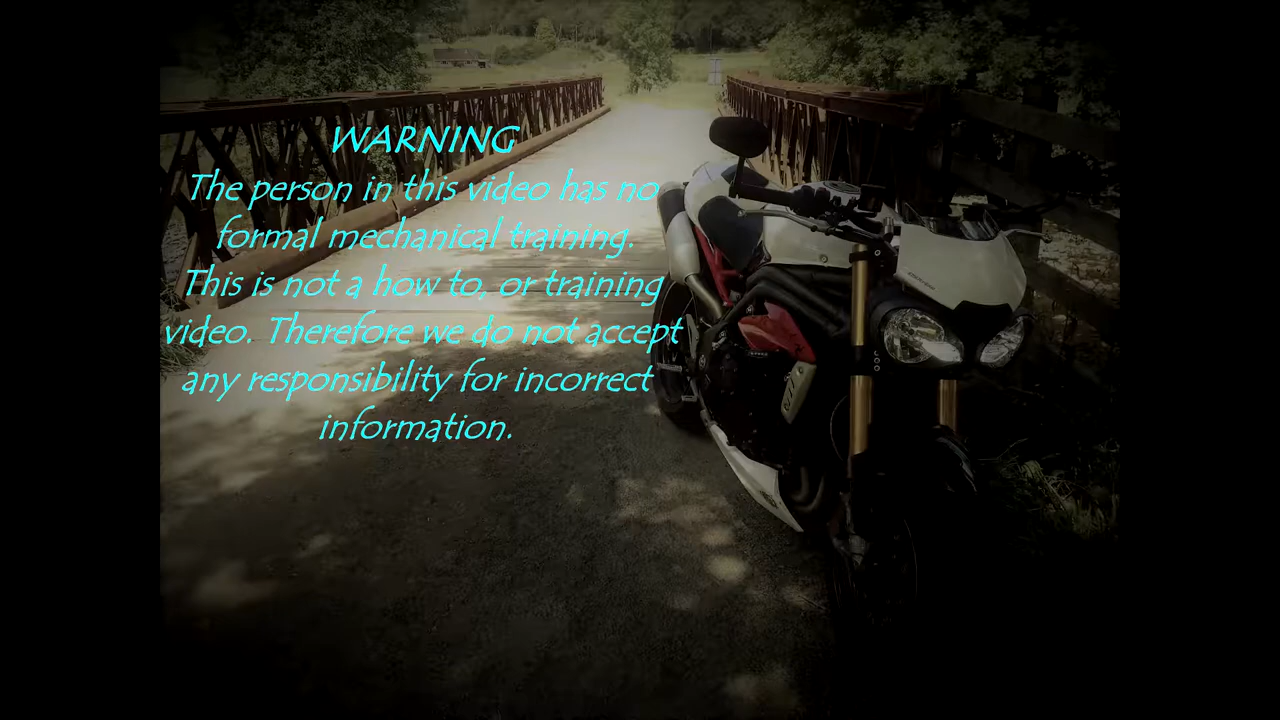 WARNING
The person in this video has no
formal mechanical training.
This is not a how to, or training
video. Therefore we do not accept
any responsibility for incorrect
information.